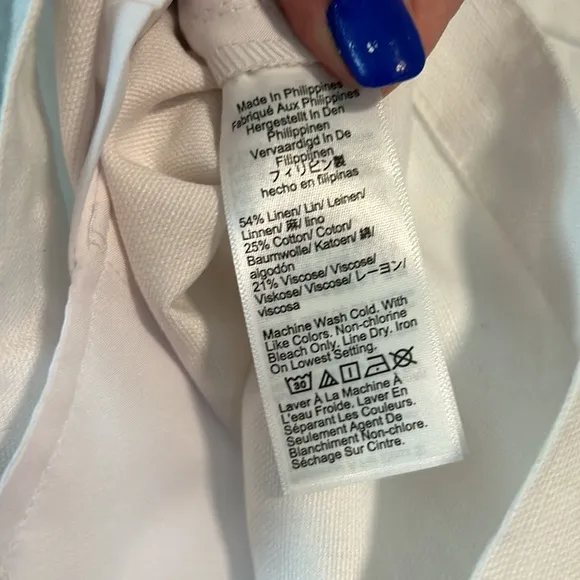 Made In Philippines
Fabriqué Aux Philippines
Hergestellt In Den
Philippinen
Vervaardigd In De
Filippijnen
フィリピン製
hecho en filipinas
54% Linen/ Lin/ Leinen/
Linnen/ 麻/ lino
25% Cotton/ Coton/
Baumwolle/ Katoen/ 綿/
algodón
21% Viscose/ Viscose/
Viskose/ Viscose/ レーヨン/
viscosa
Machine Wash Cold. With
Like Colors. Non-chlorine
Bleach Only. Line Dry. Iron
On Lowest Setting.
30
Laver À La Machine À
L'eau Froide. Laver En
Séparant Les Couleurs.
Seulement Agent De
Blanchiment Non-chlore.
Séchage Sur Cintre.